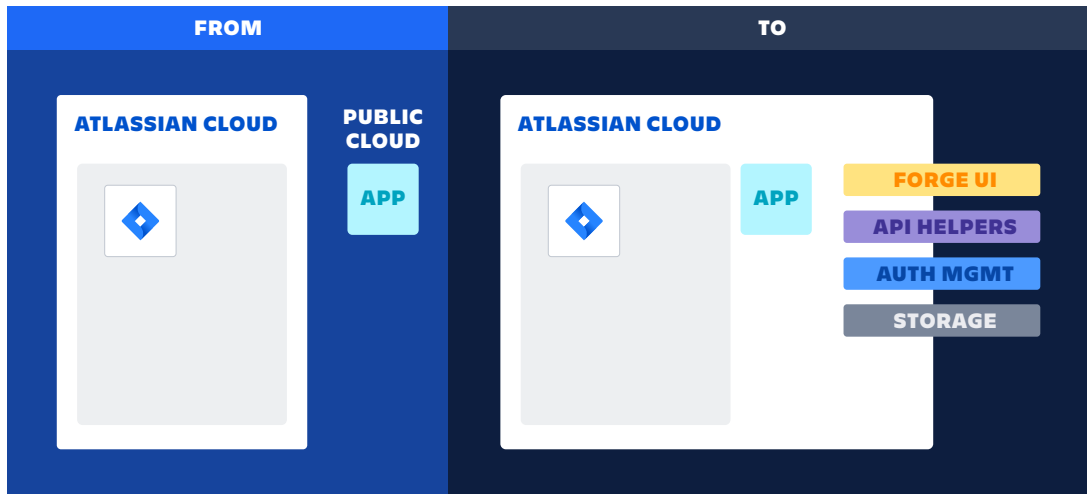 FROM
TO
ATLASSIAN CLOUD
PUBLIC
CLOUD
APP
ATLASSIAN CLOUD
APP
FORGE UI
API HELPERS
AUTH MGMT
STORAGE